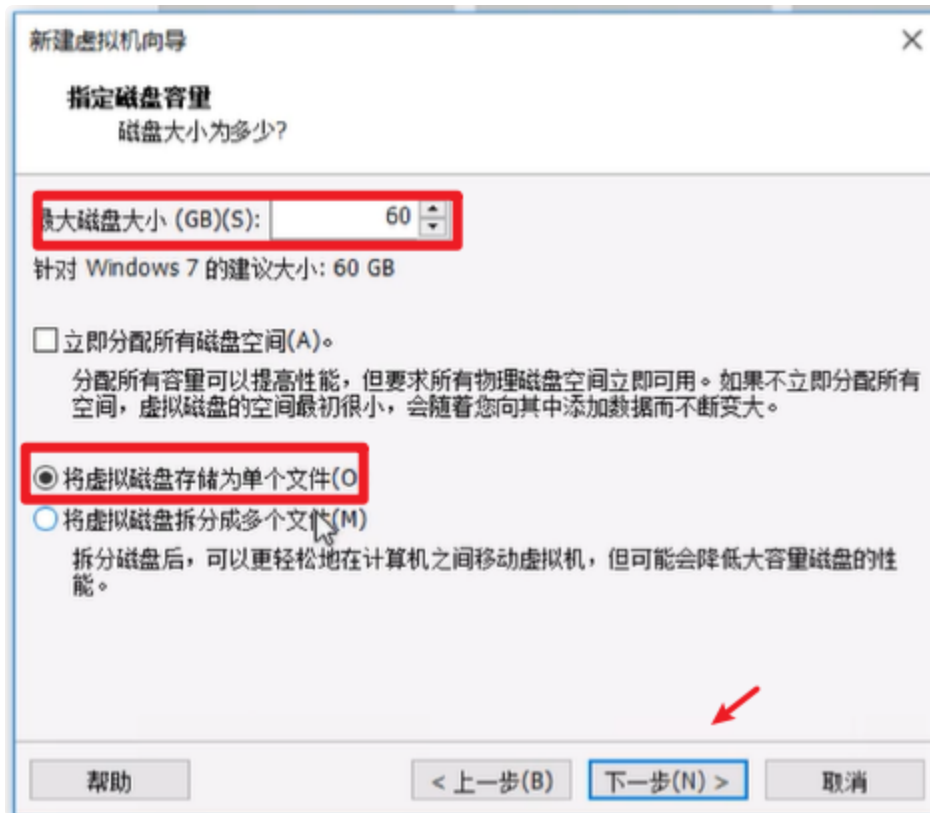 新建虚拟机向导
指定磁盘容量
磁盘大小为多少?
最大磁盘大小 (GB)(S): 60
针对 Windows 7 的建议大小: 60 GB
立即分配所有磁盘空间(A)。
分配所有容量可以提高性能，但要求所有物理磁盘空间立即可用。如果不立即分配所有
空间，虚拟磁盘的空间最初很小，会随着您向其中添加数据而不断变大。
将虚拟磁盘存储为单个文件(O
将虚拟磁盘拆分成多个文件(M)
拆分磁盘后，可以更轻松地在计算机之间移动虚拟机，但可能会降低大容量磁盘的性
能。
帮助 < 上一步(B) 下一步(N) > 取消